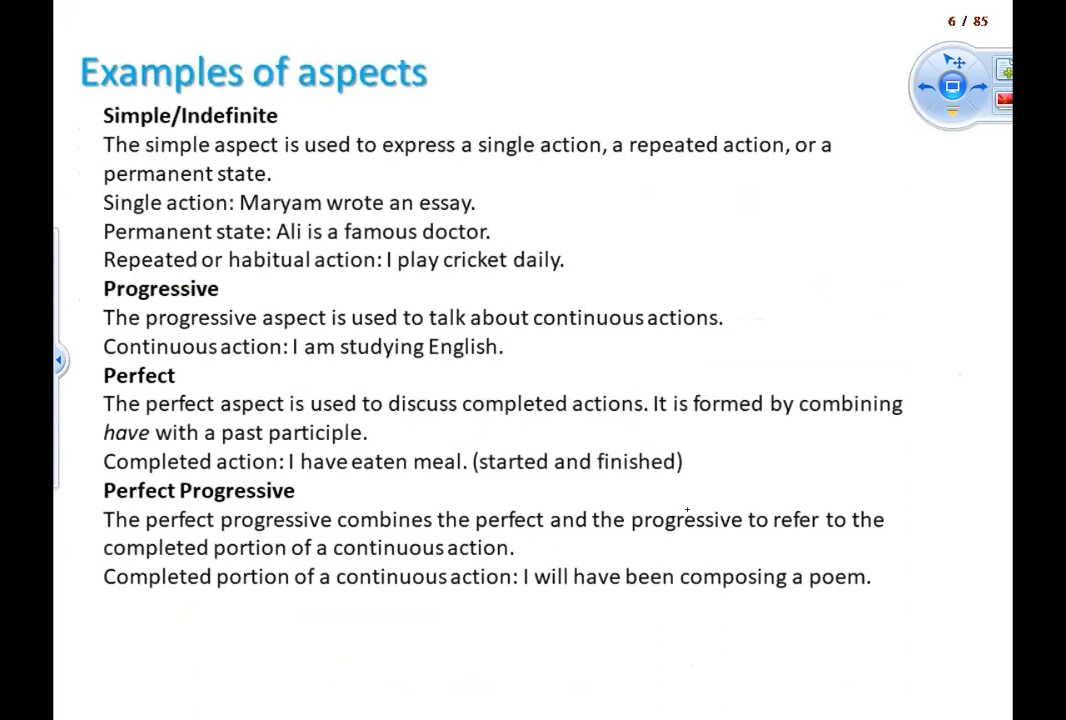 6 / 85
Examples of aspects
Simple/Indefinite
The simple aspect is used to express a single action, a repeated action, or a
permanent state.
Single action: Maryam wrote an essay.
Permanent state: Ali is a famous doctor.
Repeated or habitual action: I play cricket daily.
Progressive
The progressive aspect is used to talk about continuous actions.
Continuous action: I am studying English.
Perfect
The perfect aspect is used to discuss completed actions. It is formed by combining
have with a past participle.
Completed action: I have eaten meal. (started and finished)
Perfect Progressive
The perfect progressive combines the perfect and the progressive to refer to the
completed portion of a continuous action.
Completed portion of a continuous action: I will have been composing a poem.